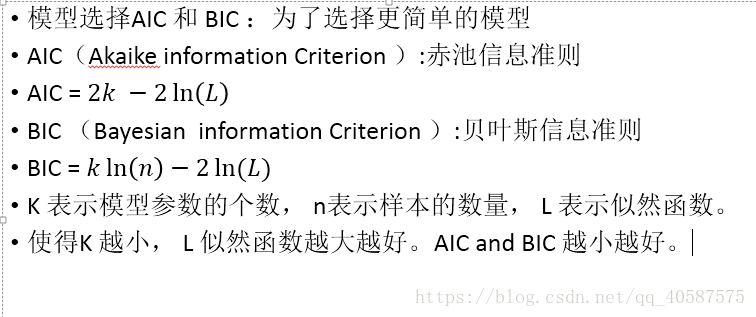 • 模型选择AIC 和 BIC： 为了选择更简单的模型
• AIC（Akaike information Criterion ）:赤池信息准则
• AIC = 2k − 2 ln(L)
• BIC （Bayesian information Criterion ）:贝叶斯信息准则
• BIC = k ln(n) − 2 ln(L)
• K 表示模型参数的个数， n表示样本的数量， L 表示似然函数。
• 使得K 越小， L 似然函数越大越好。AIC and BIC 越小越好。
https://blog.csdn.net/qq_40587575